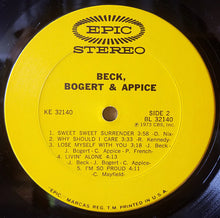 EPIC
STEREO
BECK,
BOGERT & APPICE
KE 32140
SIDE 2
BL 32140
℗ 1973 CBS, Inc.
1. SWEET SWEET SURRENDER 3:58 -D. Nix-
2. WHY SHOULD I CARE 3:33 -R. Kennedy-
3. LOSE MYSELF WITH YOU 3:16 -J. Beck-
J. Bogert-C. Appice-P. French-
4. LIVIN' ALONE 4:13
-J. Beck-J. Bogert-C. Appice-
5. I'M SO PROUD 4:10
-C. Mayfield-
EPIC, MARCAS REG. T.M. PRINTED IN U.S.A.